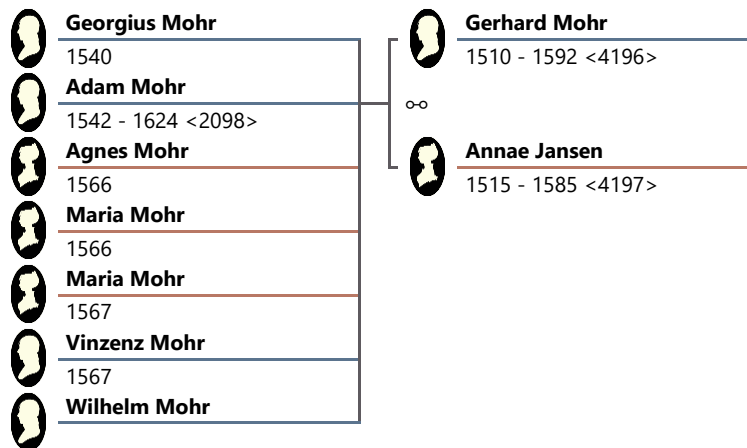 Georgius Mohr
1540
Adam Mohr
1542 - 1624 <2098>
Agnes Mohr
1566
Maria Mohr
1566
Maria Mohr
1567
Vinzenz Mohr
1567
Wilhelm Mohr
Gerhard Mohr
1510 - 1592 <4196>
Annae Jansen
1515 - 1585 <4197>